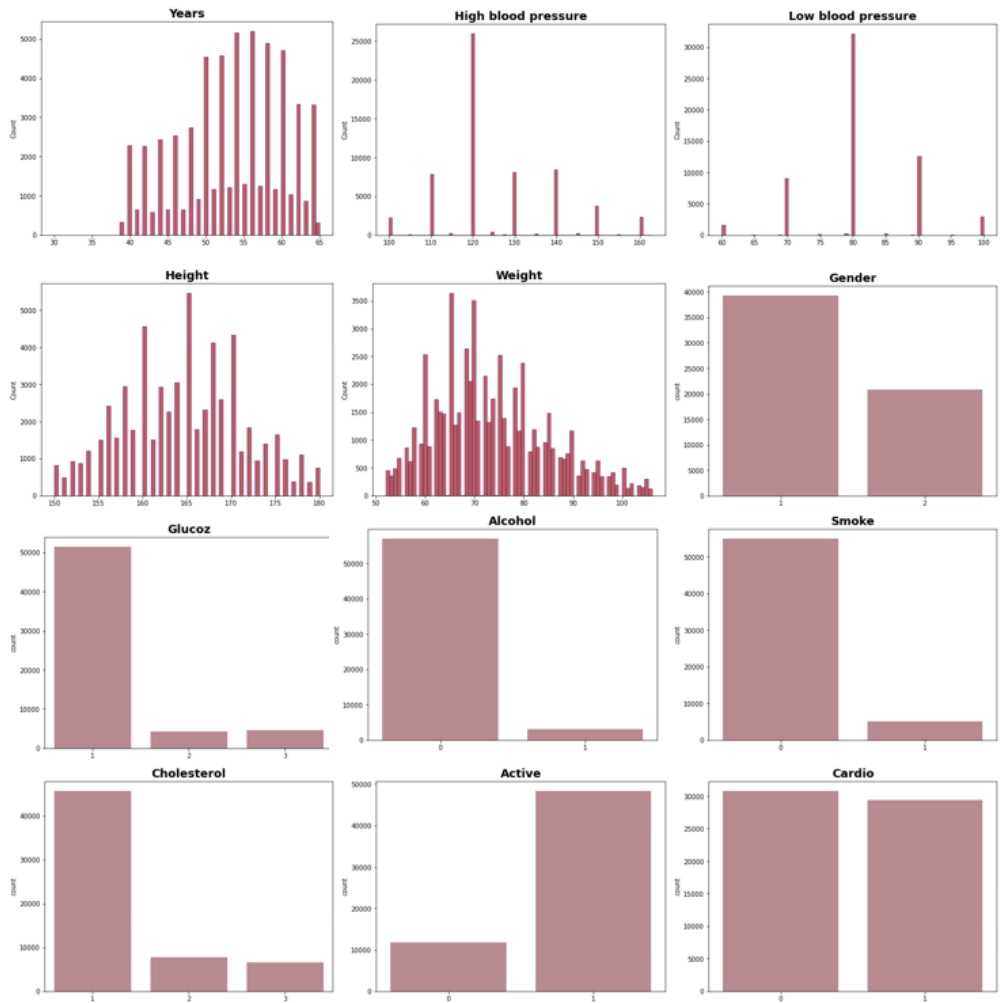 Years
Count
5000
4000
3000
2000
1000
0
30 35 40 45 50 55 60 65
High blood pressure
Count
25000
20000
15000
10000
5000
0
100 110 120 130 140 150 160
Low blood pressure
Count
30000
25000
20000
15000
10000
5000
0
60 65 70 75 80 85 90 95 100
Height
Count
5000
4000
3000
2000
1000
0
150 155 160 165 170 175 180
Weight
Count
3500
3000
2500
2000
1500
1000
500
0
50 60 70 80 90 100
Gender
count
40000
35000
30000
25000
20000
15000
10000
5000
0
1 2
Glucoz
count
50000
40000
30000
20000
10000
0
1 2 3
Alcohol
count
50000
40000
30000
20000
10000
0
0 1
Smoke
count
50000
40000
30000
20000
10000
0
0 1
Cholesterol
count
40000
30000
20000
10000
0
1 2 3
Active
count
50000
40000
30000
20000
10000
0
0 1
Cardio
count
30000
25000
20000
15000
10000
5000
0
0 1